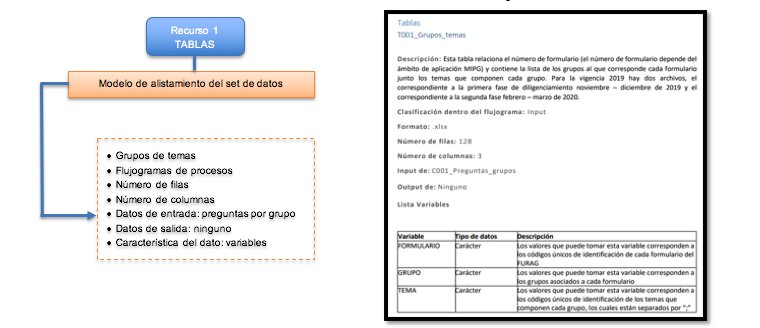 Recurso 1
TABLAS
Modelo de alistamiento del set de datos
• Grupos de temas
• Flujogramas de procesos
• Número de filas
• Número de columnas
• Datos de entrada: preguntas por grupo
• Datos de salida: ninguno
• Característica del dato: variables
Tablas
T001_Grupos_temas
Descripción: Esta tabla relaciona el número de formulario (el número de formulario depende del
ámbito de aplicación MIPG) y contiene la lista de los grupos al que corresponde cada formulario
junto los temas que componen cada grupo. Para la vigencia 2019 hay dos archivos, el
correspondiente a la primera fase de diligenciamiento noviembre – diciembre de 2019 y el
correspondiente a la segunda fase febrero – marzo de 2020.
Clasificación dentro del flujograma: Input
Formato: .xlsx
Número de filas: 128
Número de columnas: 3
Input de: C001_Preguntas_grupos
Output de: Ninguno
Lista Variables
Variable Tipo de datos Descripción
FORMULARIO Carácter Los valores que puede tomar esta variable corresponden a
los códigos únicos de identificación de cada formulario del
FURAG
GRUPO Carácter Los valores que puede tomar esta variable corresponden a
los grupos asociados a cada formulario
TEMA Carácter Los valores que puede tomar esta variable corresponden a
los códigos únicos de identificación de los temas que
componen cada grupo, los cuales están separados por ";"